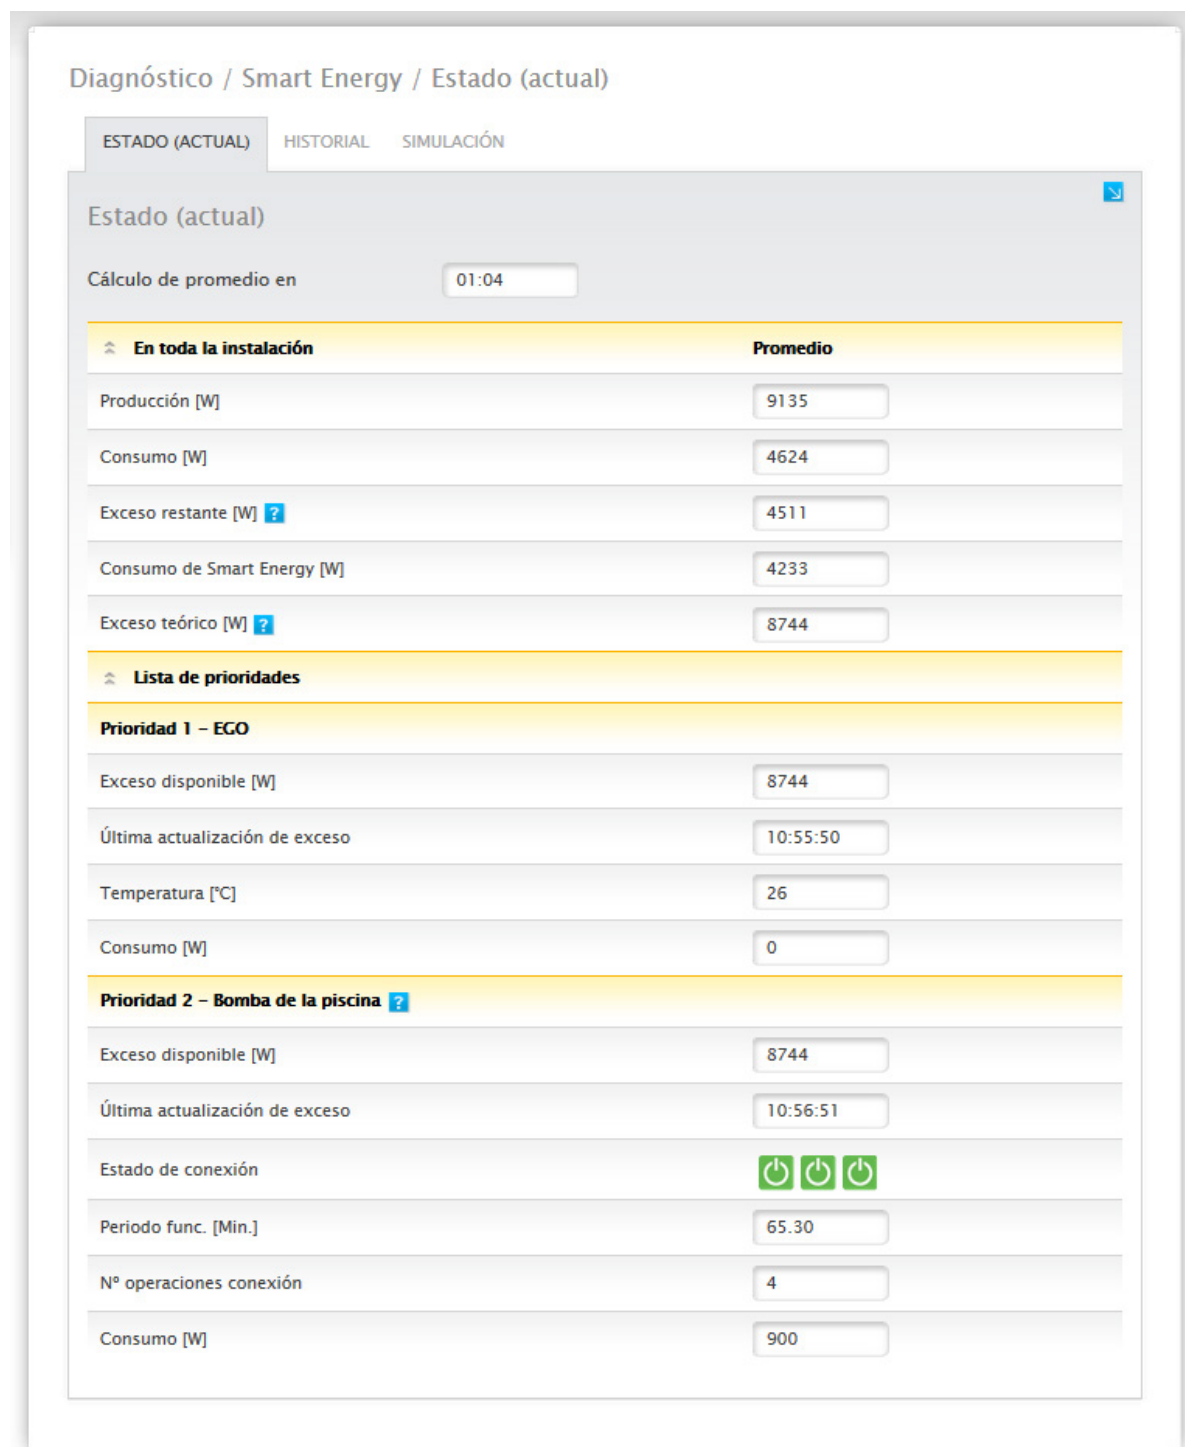 Diagnóstico / Smart Energy / Estado (actual)
ESTADO (ACTUAL) HISTORIAL SIMULACIÓN
Estado (actual)
Cálculo de promedio en 01:04
En toda la instalación Promedio
Producción [W] 9135
Consumo [W] 4624
Exceso restante [W] ? 4511
Consumo de Smart Energy [W] 4233
Exceso teórico [W] ? 8744
Lista de prioridades
Prioridad 1 – EGO
Exceso disponible [W] 8744
Última actualización de exceso 10:55:50
Temperatura [°C] 26
Consumo [W] 0
Prioridad 2 – Bomba de la piscina ?
Exceso disponible [W] 8744
Última actualización de exceso 10:56:51
Estado de conexión
Periodo func. [Min.] 65.30
Nº operaciones conexión 4
Consumo [W] 900